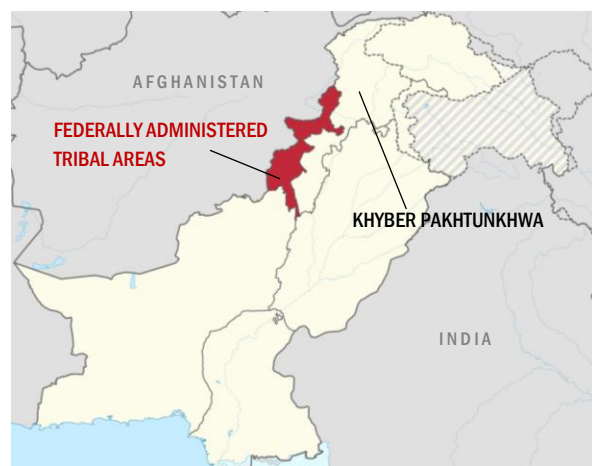 AFGHANISTAN
FEDERALLY ADMINISTERED
TRIBAL AREAS
KHYBER PAKHTUNKHWA
INDIA